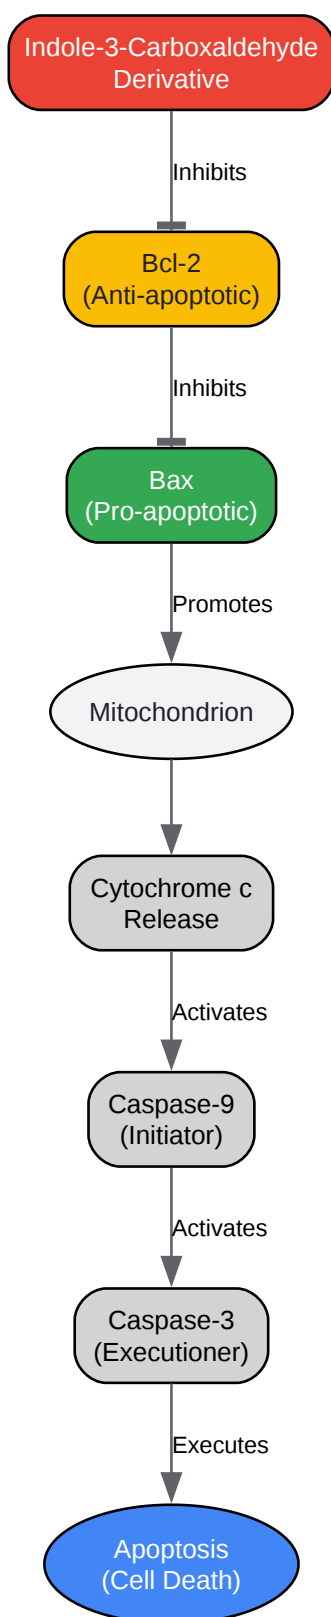 Indole-3-Carboxaldehyde
Derivative
Inhibits
Bcl-2
(Anti-apoptotic)
Inhibits
Bax
(Pro-apoptotic)
Promotes
Mitochondrion
Cytochrome c
Release
Activates
Caspase-9
(Initiator)
Activates
Caspase-3
(Executioner)
Executes
Apoptosis
(Cell Death)